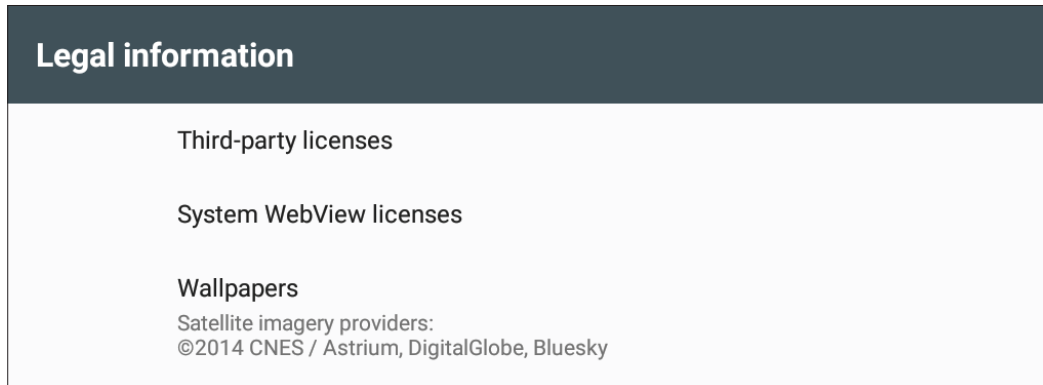 Legal information
Third-party licenses
System WebView licenses
Wallpapers
Satellite imagery providers:
©2014 CNES / Astrium, DigitalGlobe, Bluesky